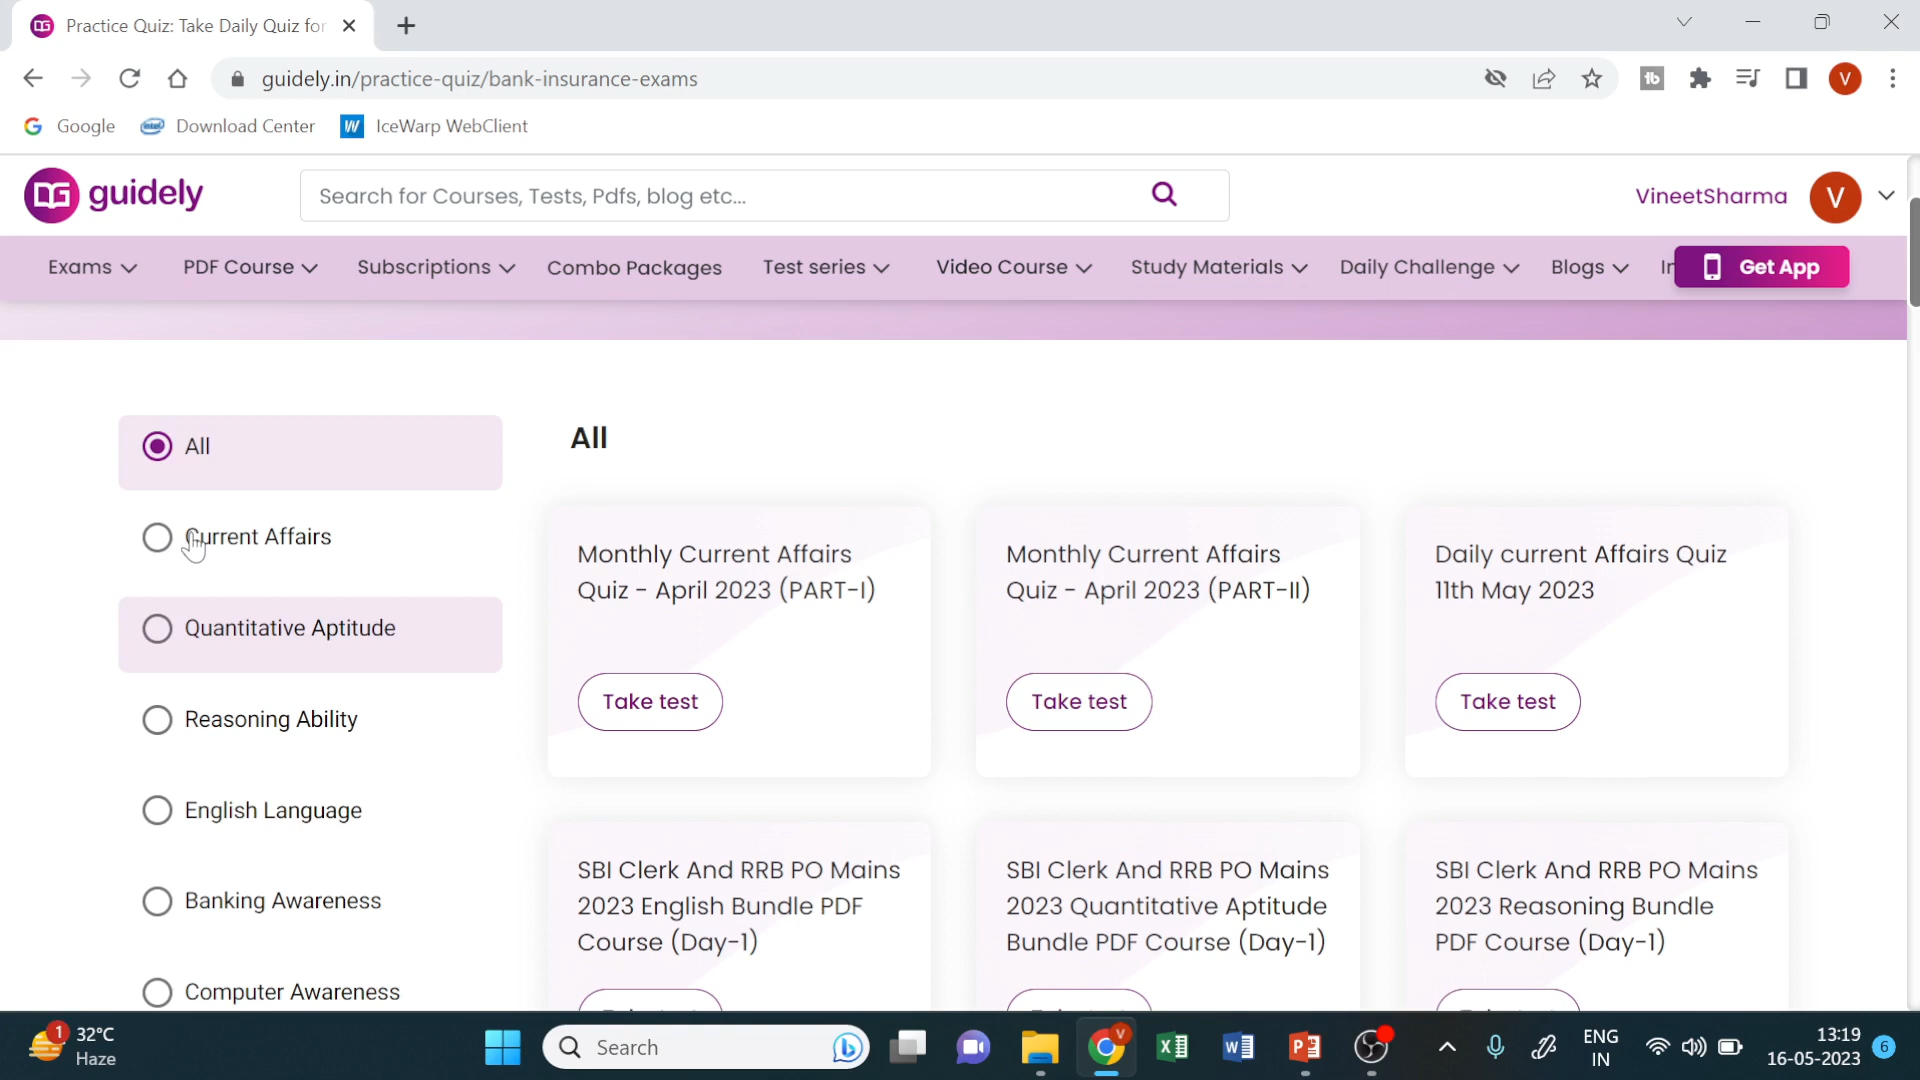 Practice Quiz: Take Daily Quiz for
guidely.in/practice-quiz/bank-insurance-exams
V
Google
Download Center
IceWarp WebClient
guidely
Search for Courses, Tests, Pdfs, blog etc...
VineetSharma
V
Exams
PDF Course
Subscriptions
Combo Packages
Test series
Video Course
Study Materials
Daily Challenge
Blogs
Get App
All
Current Affairs
Quantitative Aptitude
Reasoning Ability
English Language
Banking Awareness
Computer Awareness
All
Monthly Current Affairs
Quiz - April 2023 (PART-I)
Take test
Monthly Current Affairs
Quiz - April 2023 (PART-II)
Take test
Daily current Affairs Quiz
11th May 2023
Take test
SBI Clerk And RRB PO Mains
2023 English Bundle PDF
Course (Day-1)
SBI Clerk And RRB PO Mains
2023 Quantitative Aptitude
Bundle PDF Course (Day-1)
SBI Clerk And RRB PO Mains
2023 Reasoning Bundle
PDF Course (Day-1)
1
32°C
Haze
Search
ENG
IN
13:19
16-05-2023
6